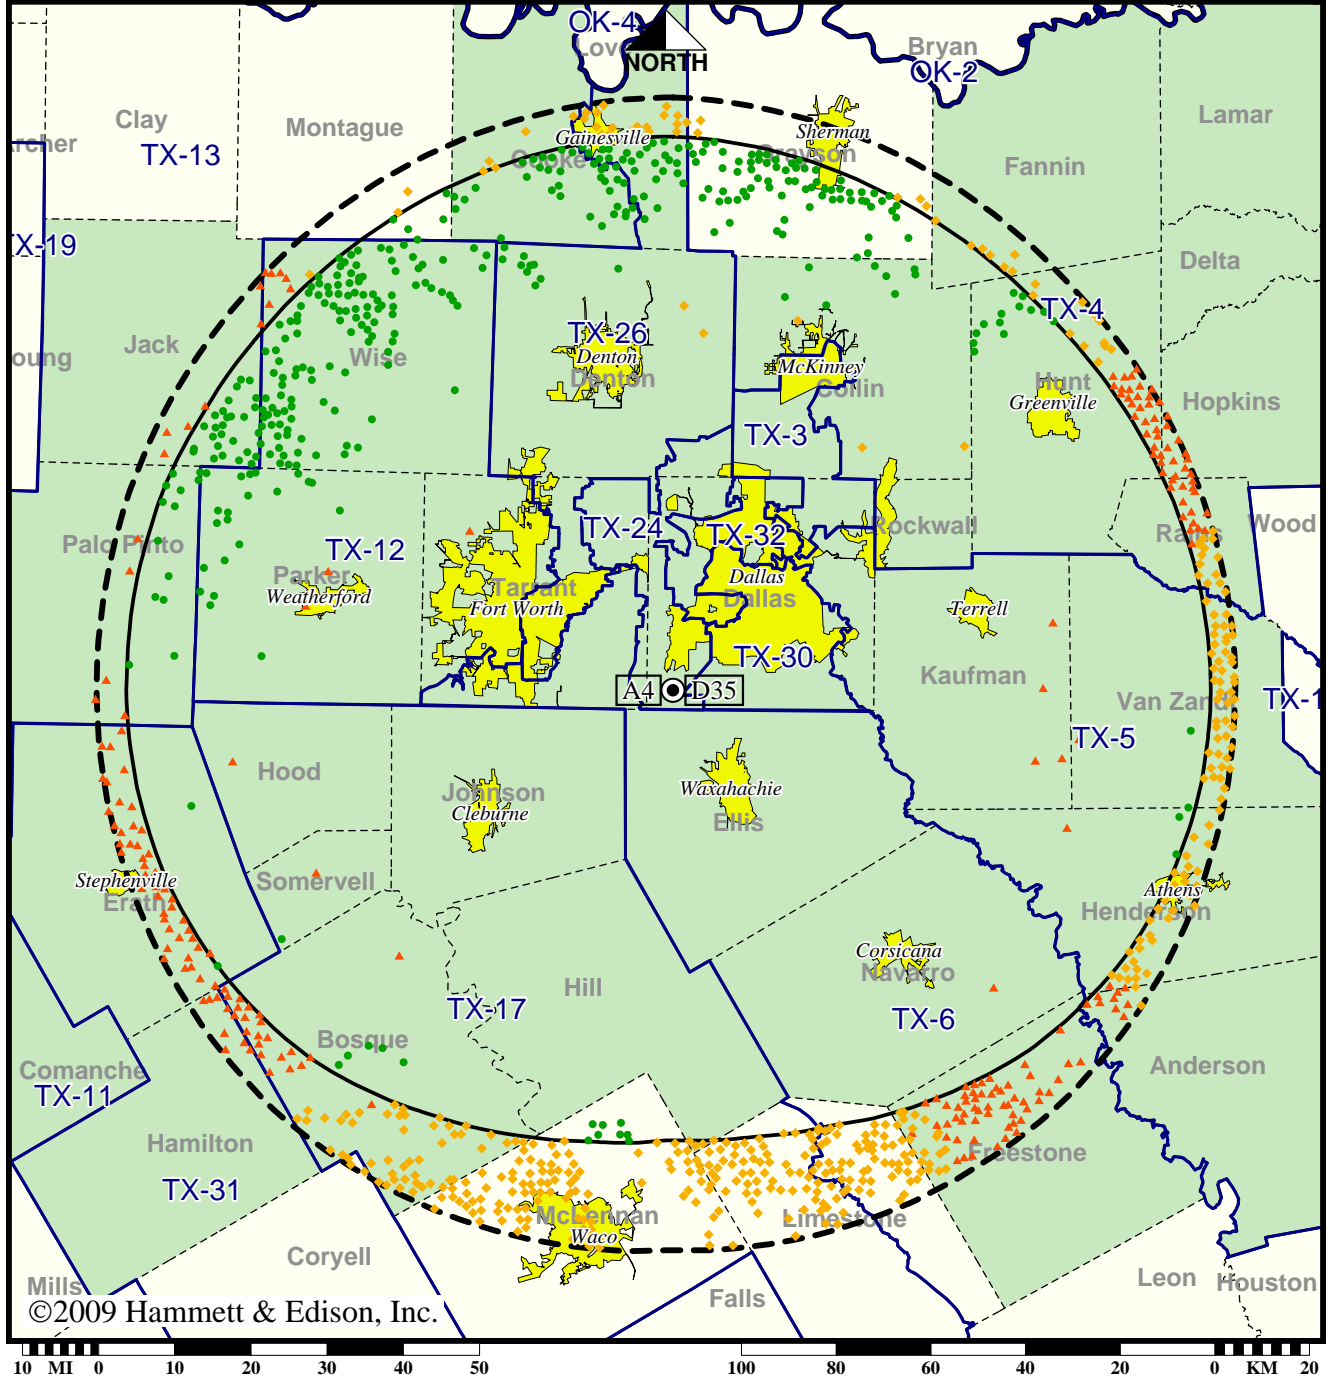 OK-4
Love
NORTH
Bryan
OK-2
Clay
TX-13
Montague
Gainesville
Cooke
Sherman
Grayson
Fannin
Lamar
rcher
TX-19
Delta
TX-4
oung
Jack
Wise
TX-26
Denton
Denton
McKinney
Collin
Hunt
Greenville
Hopkins
TX-3
Palo Pinto
TX-12
Parker
Weatherford
Tarrant
Fort Worth
TX-24
TX-32
Dallas
Dallas
TX-30
Rockwall
Rains
Wood
Terrell
Kaufman
Van Zand
TX-1
TX-5
A4
D35
Hood
Johnson
Cleburne
Waxahachie
Ellis
Stephenville
Erath
Somervell
Athens
Henderson
Corsicana
Navarro
Hill
TX-17
TX-6
Bosque
Comanche
TX-11
Anderson
Hamilton
TX-31
Freestone
McLennan
Waco
Limestone
Coryell
Mills
Falls
Leon
Houston
©2009 Hammett & Edison, Inc.
10 MI 0 10 20 30 40 50 100 80 60 40 20 0 KM 20